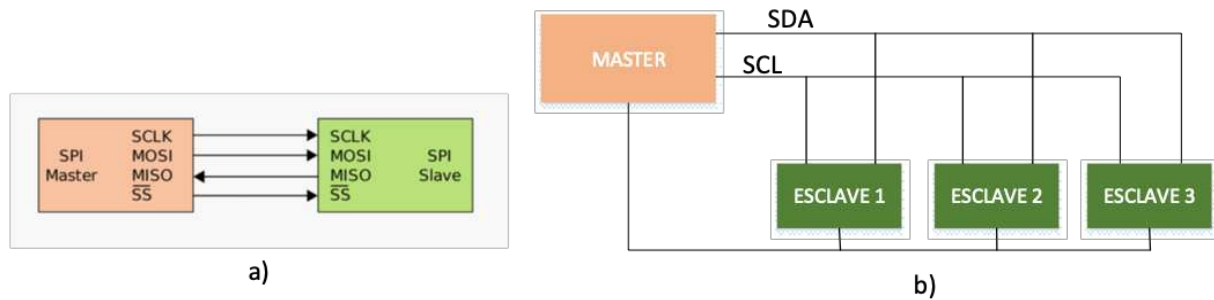 SPI
Master
SCLK
MOSI
MISO
SS
SCLK
MOSI
MISO
SS
SPI
Slave
a)
MASTER
SDA
SCL
ESCLAVE 1
ESCLAVE 2
ESCLAVE 3
b)